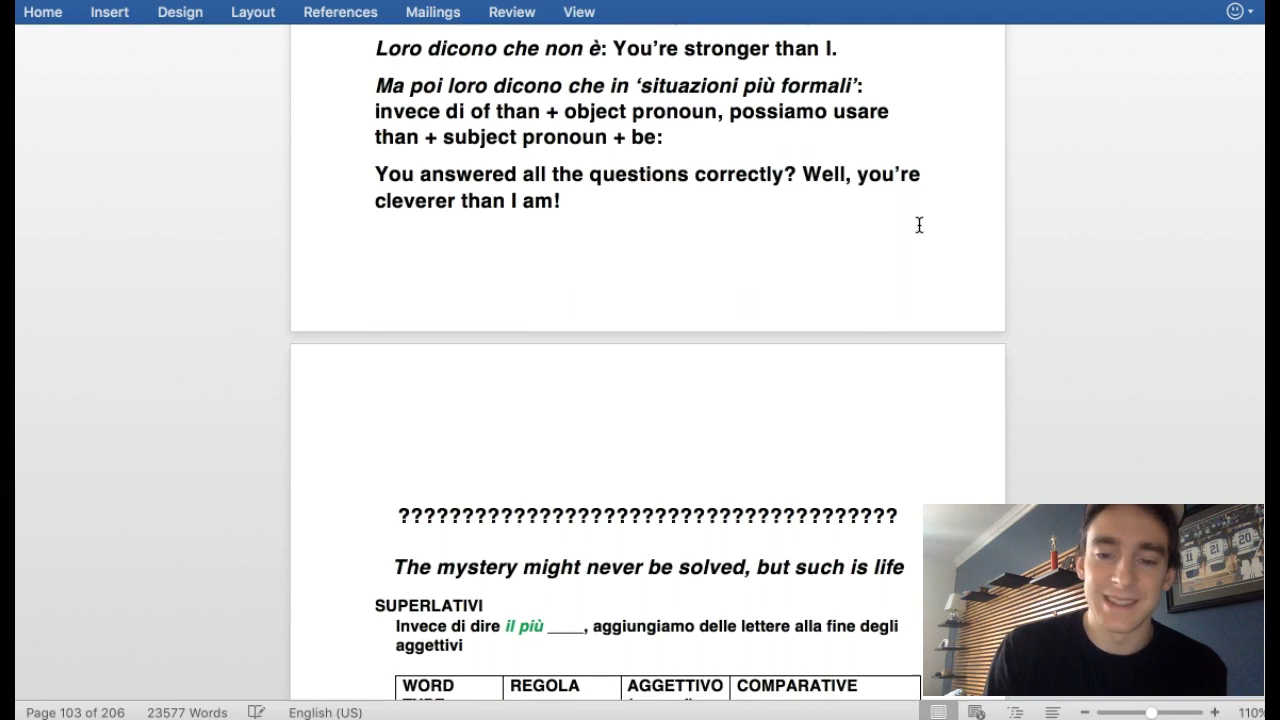 Home Insert Design Layout References Mailings Review View
Loro dicono che non è: You’re stronger than I.
Ma poi loro dicono che in ‘situazioni più formali’:
invece di of than + object pronoun, possiamo usare
than + subject pronoun + be:
You answered all the questions correctly? Well, you’re
cleverer than I am!
???????????????????????????????????????
The mystery might never be solved, but such is life
SUPERLATIVI
Invece di dire il più ____, aggiungiamo delle lettere alla fine degli
aggettivi
WORD REGOLA AGGETTIVO COMPARATIVE
11 21 20
Page 103 of 206 23577 Words English (US) 110%